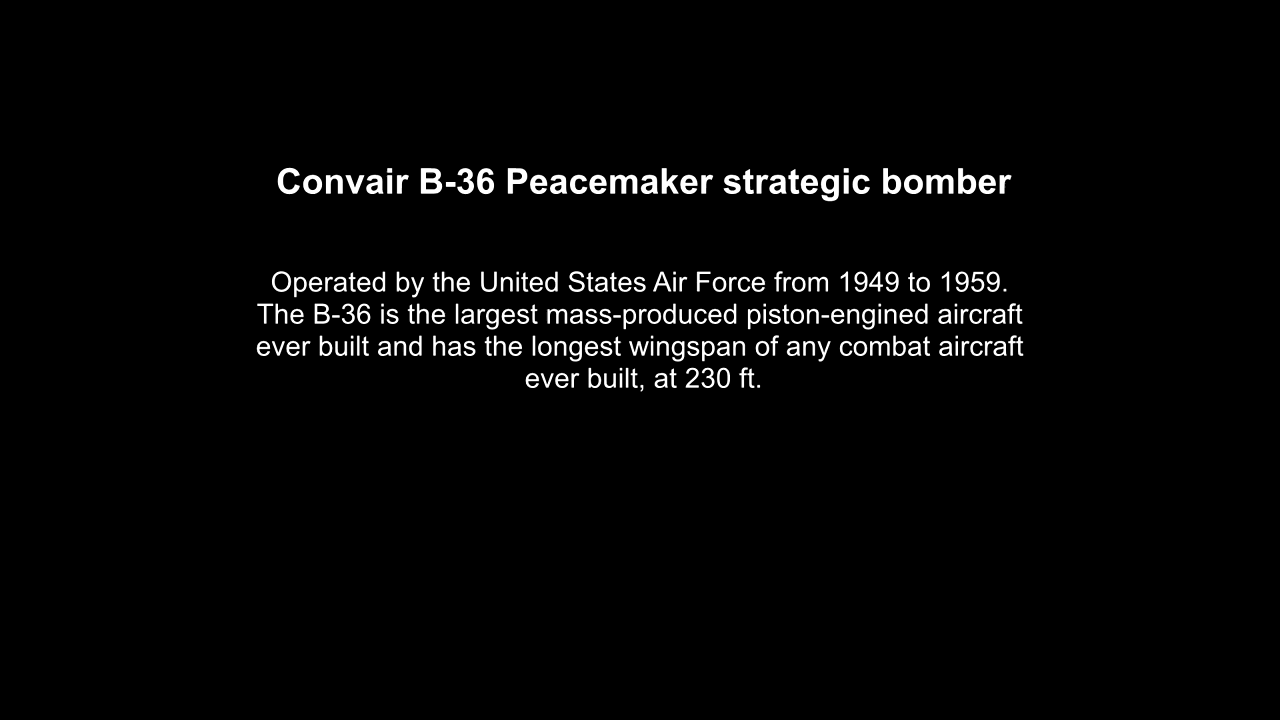 Convair B-36 Peacemaker strategic bomber
Operated by the United States Air Force from 1949 to 1959.
The B-36 is the largest mass-produced piston-engined aircraft
ever built and has the longest wingspan of any combat aircraft
ever built, at 230 ft.